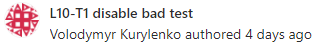 L10-T1 disable bad test
Volodymyr Kurylenko authored 4 days ago